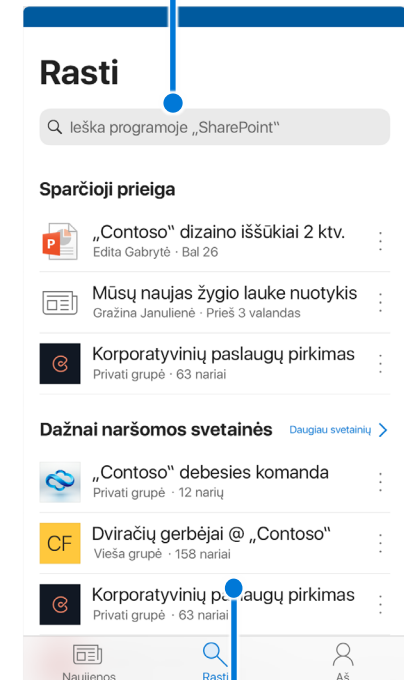 Rasti
Ieška programoje „SharePoint“
Sparčioji prieiga
„Contoso“ dizaino iššūkiai 2 ktv.
Edita Gabrytė · Bal 26
Mūsų naujas žygio lauke nuotykis
Gražina Janulienė · Prieš 3 valandas
Korporatyvinių paslaugų pirkimas
Privati grupė · 63 nariai
Dažnai naršomos svetainės Daugiau svetainių
„Contoso“ debesies komanda
Privati grupė · 12 narių
CF Dviračių gerbėjai @ „Contoso“
Vieša grupė · 158 nariai
Korporatyvinių paslaugų pirkimas
Privati grupė · 63 nariai
Naujienos Rasti Aš